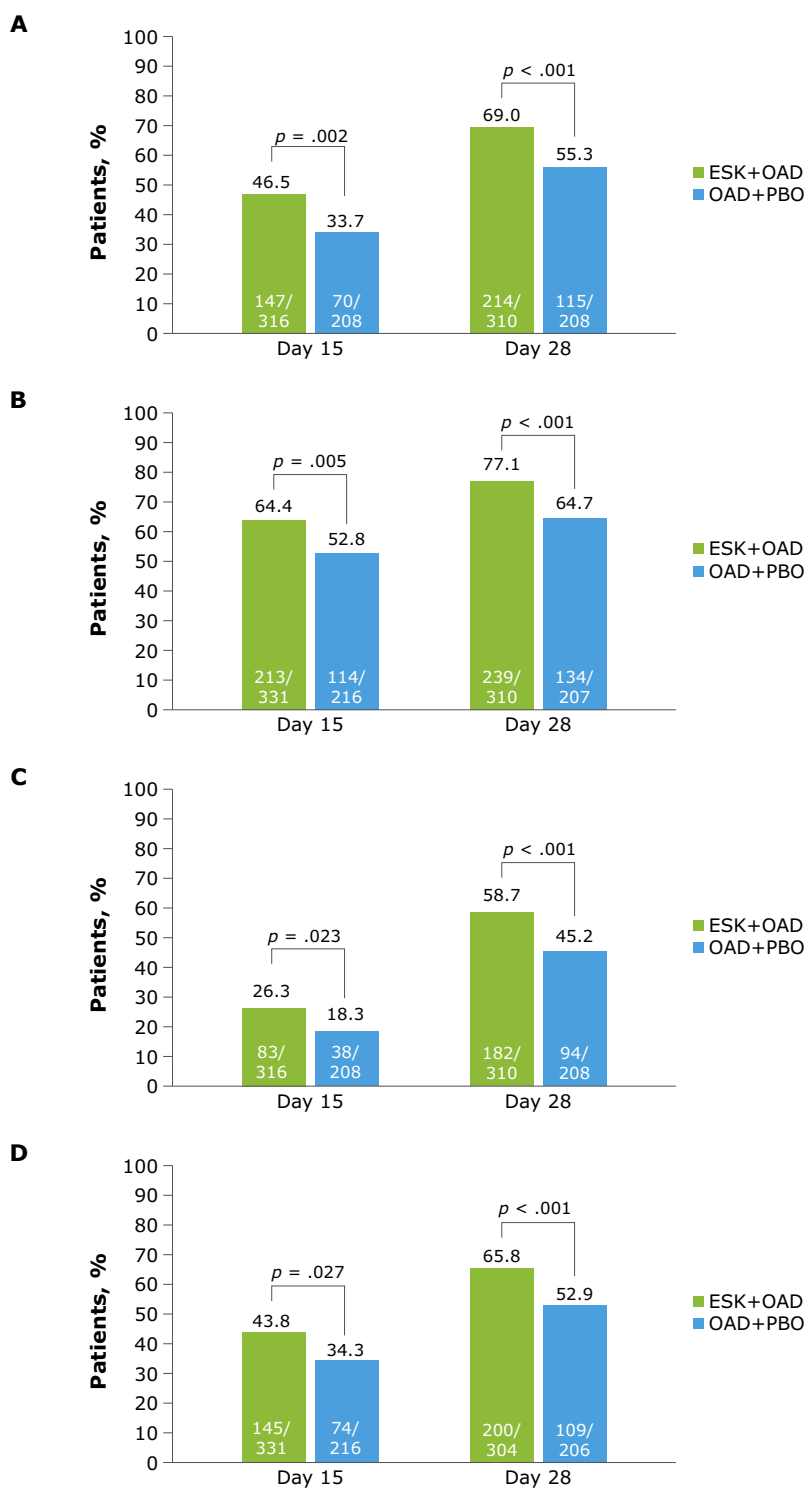 A
Patients, %
100
90
80
70
60
50
40
30
20
10
0
p = .002
46.5
33.7
147/
316
70/
208
Day 15
p < .001
69.0
55.3
214/
310
115/
208
Day 28
ESK+OAD
OAD+PBO
B
Patients, %
100
90
80
70
60
50
40
30
20
10
0
p = .005
64.4
52.8
213/
331
114/
216
Day 15
p < .001
77.1
64.7
239/
310
134/
207
Day 28
ESK+OAD
OAD+PBO
C
Patients, %
100
90
80
70
60
50
40
30
20
10
0
p = .023
26.3
18.3
83/
316
38/
208
Day 15
p < .001
58.7
45.2
182/
310
94/
208
Day 28
ESK+OAD
OAD+PBO
D
Patients, %
100
90
80
70
60
50
40
30
20
10
0
p = .027
43.8
34.3
145/
331
74/
216
Day 15
p < .001
65.8
52.9
200/
304
109/
206
Day 28
ESK+OAD
OAD+PBO